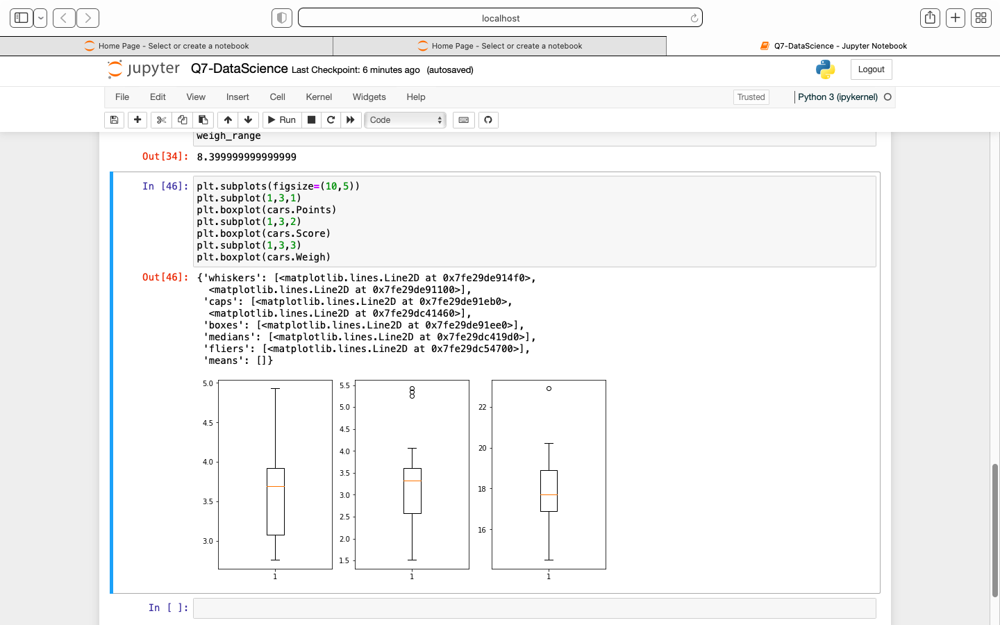 localhost
Home Page - Select or create a notebook
Home Page - Select or create a notebook
Q7-DataScience - Jupyter Notebook
jupyter Q7-DataScience Last Checkpoint: 6 minutes ago (autosaved)
Logout
File Edit View Insert Cell Kernel Widgets Help
Trusted
Python 3 (ipykernel)
Run
Code
weigh_range
Out[34]: 8.399999999999999
In [46]: plt.subplots(figsize=(10,5))
plt.subplot(1,3,1)
plt.boxplot(cars.Points)
plt.subplot(1,3,2)
plt.boxplot(cars.Score)
plt.subplot(1,3,3)
plt.boxplot(cars.Weigh)
Out[46]: {'whiskers': [<matplotlib.lines.Line2D at 0x7fe29de914f0>,
<matplotlib.lines.Line2D at 0x7fe29de91100>],
'caps': [<matplotlib.lines.Line2D at 0x7fe29de91eb0>,
<matplotlib.lines.Line2D at 0x7fe29dc41460>],
'boxes': [<matplotlib.lines.Line2D at 0x7fe29de91ee0>],
'medians': [<matplotlib.lines.Line2D at 0x7fe29dc419d0>],
'fliers': [<matplotlib.lines.Line2D at 0x7fe29dc54700>],
'means': []}
5.0
4.5
4.0
3.5
3.0
1
5.5
5.0
4.5
4.0
3.5
3.0
2.5
2.0
1.5
1
22
20
18
16
1
In [ ]: